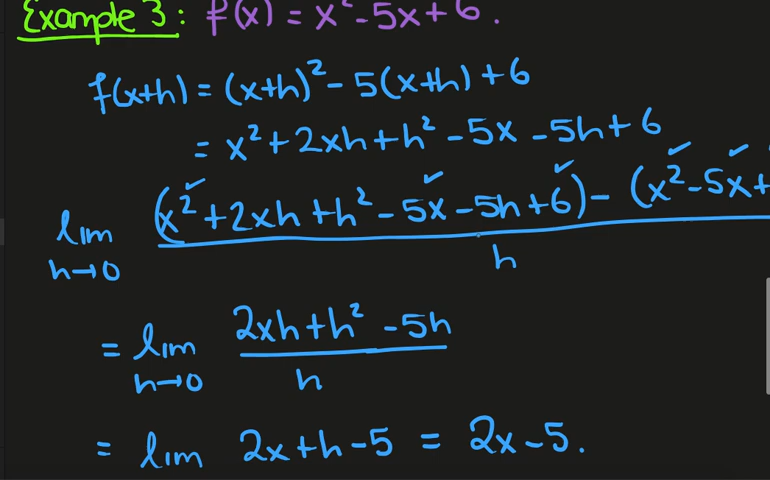 Example 3: f(x) = x² - 5x + 6.
f(x+h) = (x+h)² - 5(x+h) + 6
= x² + 2xh + h² - 5x - 5h + 6
lim h→0 (x² + 2xh + h² - 5x - 5h + 6) - (x² - 5x +
h
= lim h→0 2xh + h² - 5h
h
= lim 2x + h - 5 = 2x - 5.